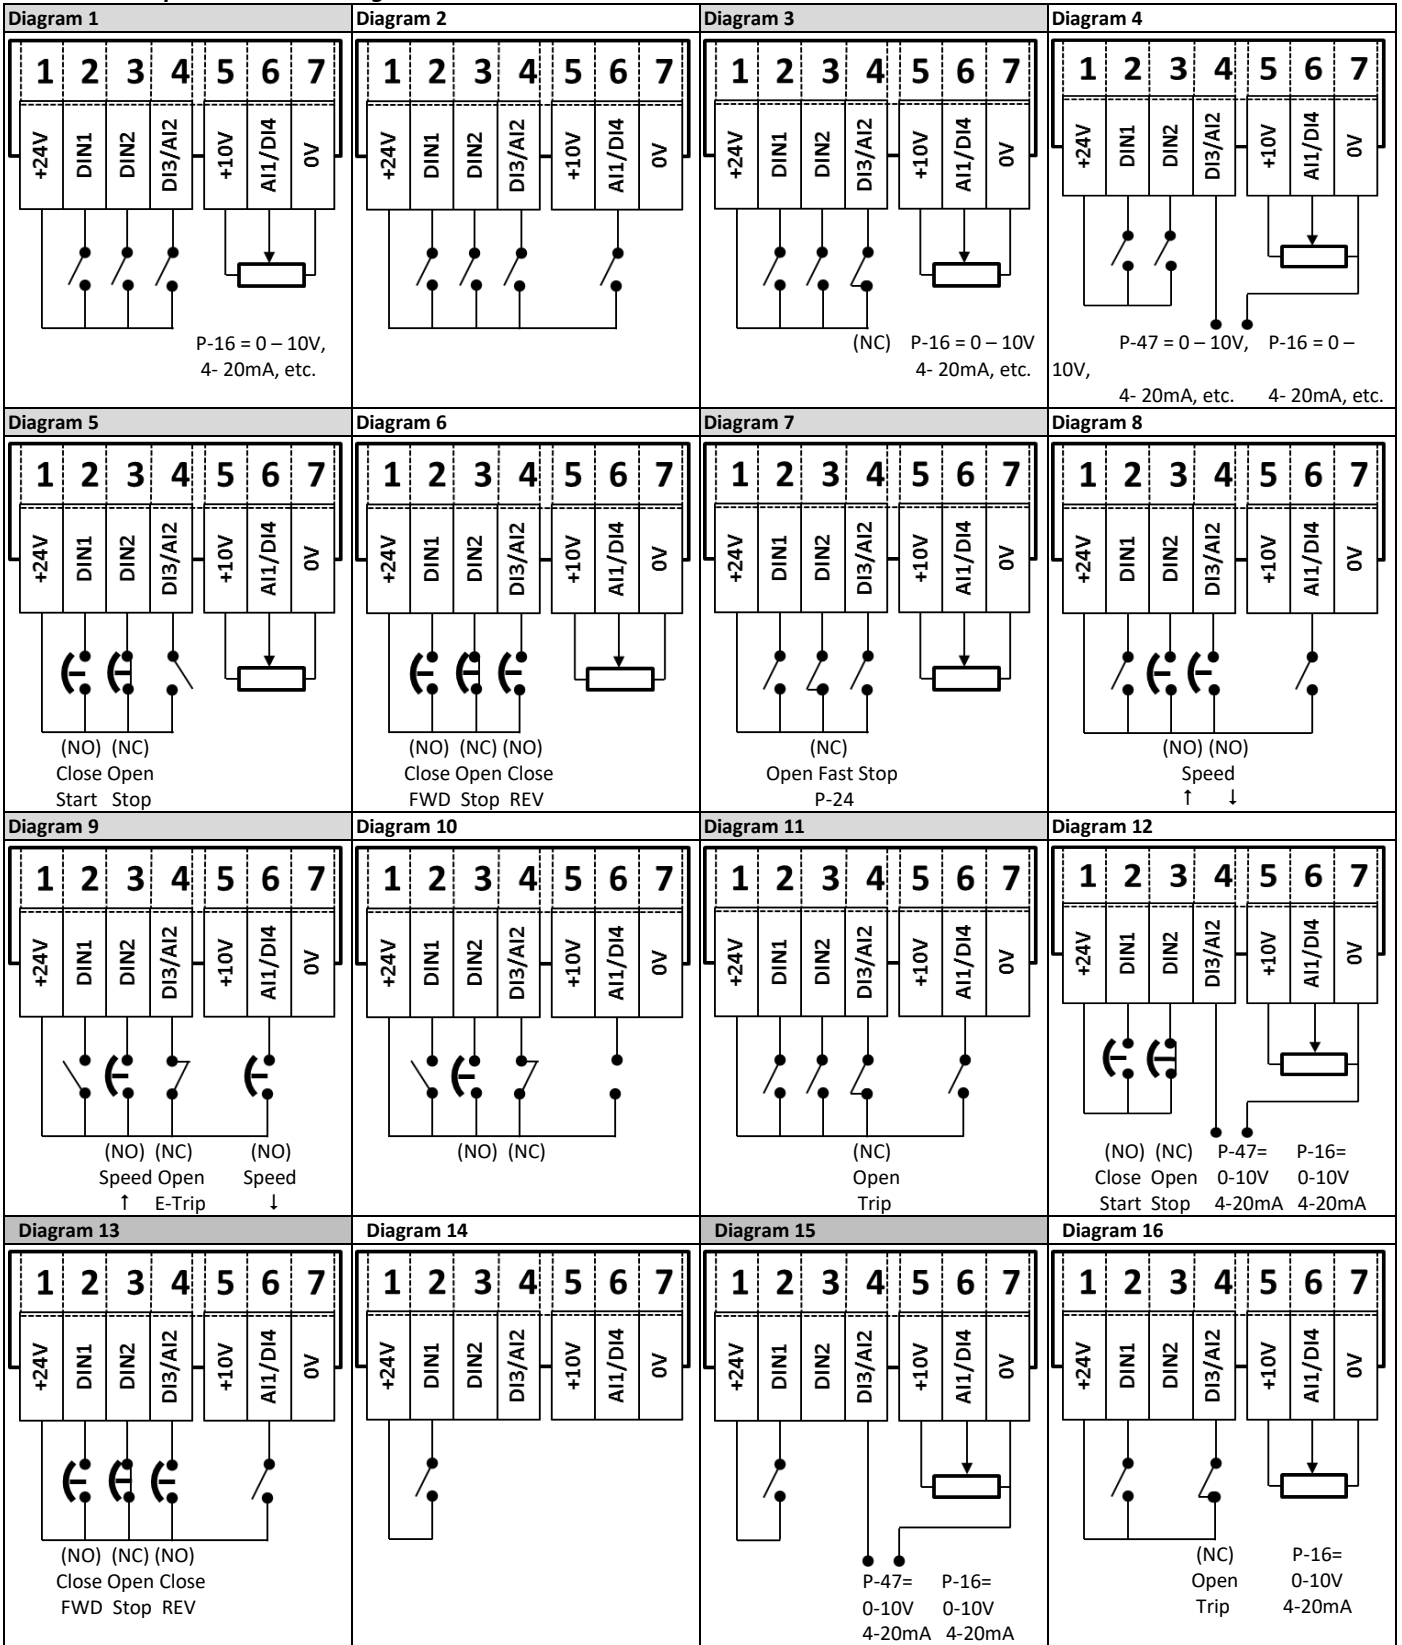 Diagram 1
1 2 3 4 5 6 7
+24V DIN1 DIN2 DI3/AI2 +10V AI1/DI4 0V
P-16 = 0 – 10V,
4- 20mA, etc.
Diagram 2
1 2 3 4 5 6 7
+24V DIN1 DIN2 DI3/AI2 +10V AI1/DI4 0V
Diagram 3
1 2 3 4 5 6 7
+24V DIN1 DIN2 DI3/AI2 +10V AI1/DI4 0V
(NC) P-16 = 0 – 10V
4- 20mA, etc.
Diagram 4
1 2 3 4 5 6 7
+24V DIN1 DIN2 DI3/AI2 +10V AI1/DI4 0V
P-47 = 0 – 10V, P-16 = 0 –
10V,
4- 20mA, etc. 4- 20mA, etc.
Diagram 5
1 2 3 4 5 6 7
+24V DIN1 DIN2 DI3/AI2 +10V AI1/DI4 0V
(NO) (NC)
Close Open
Start Stop
Diagram 6
1 2 3 4 5 6 7
+24V DIN1 DIN2 DI3/AI2 +10V AI1/DI4 0V
(NO) (NC) (NO)
Close Open Close
FWD Stop REV
Diagram 7
1 2 3 4 5 6 7
+24V DIN1 DIN2 DI3/AI2 +10V AI1/DI4 0V
(NC)
Open Fast Stop
P-24
Diagram 8
1 2 3 4 5 6 7
+24V DIN1 DIN2 DI3/AI2 +10V AI1/DI4 0V
(NO) (NO)
Speed
↑ ↓
Diagram 9
1 2 3 4 5 6 7
+24V DIN1 DIN2 DI3/AI2 +10V AI1/DI4 0V
(NO) (NC) (NO)
Speed Open Speed
↑ E-Trip ↓
Diagram 10
1 2 3 4 5 6 7
+24V DIN1 DIN2 DI3/AI2 +10V AI1/DI4 0V
(NO) (NC)
Diagram 11
1 2 3 4 5 6 7
+24V DIN1 DIN2 DI3/AI2 +10V AI1/DI4 0V
(NC)
Open
Trip
Diagram 12
1 2 3 4 5 6 7
+24V DIN1 DIN2 DI3/AI2 +10V AI1/DI4 0V
(NO) (NC) P-47= P-16=
Close Open 0-10V 0-10V
Start Stop 4-20mA 4-20mA
Diagram 13
1 2 3 4 5 6 7
+24V DIN1 DIN2 DI3/AI2 +10V AI1/DI4 0V
(NO) (NC) (NO)
Close Open Close
FWD Stop REV
Diagram 14
1 2 3 4 5 6 7
+24V DIN1 DIN2 DI3/AI2 +10V AI1/DI4 0V
Diagram 15
1 2 3 4 5 6 7
+24V DIN1 DIN2 DI3/AI2 +10V AI1/DI4 0V
P-47= P-16=
0-10V 0-10V
4-20mA 4-20mA
Diagram 16
1 2 3 4 5 6 7
+24V DIN1 DIN2 DI3/AI2 +10V AI1/DI4 0V
(NC) P-16=
Open 0-10V
Trip 4-20mA